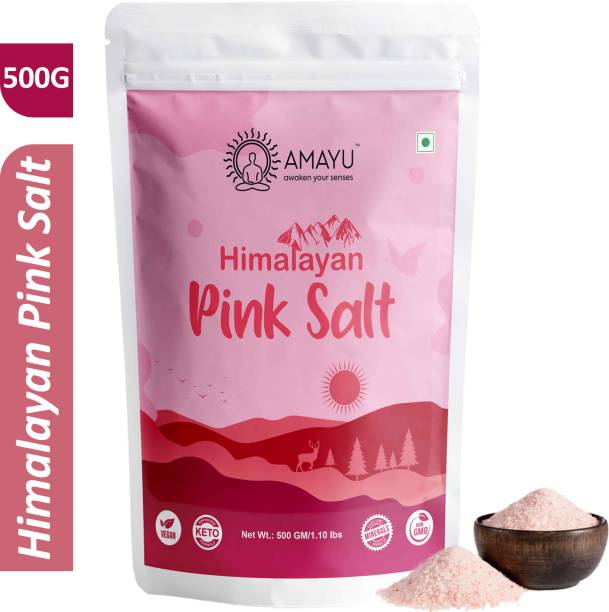 500G
Himalayan Pink Salt
AMAYU™
awaken your senses
Himalayan
Pink Salt
VEGAN
KETO
Net Wt.: 500 GM/1.10 lbs
MINERALS
NON
GMO